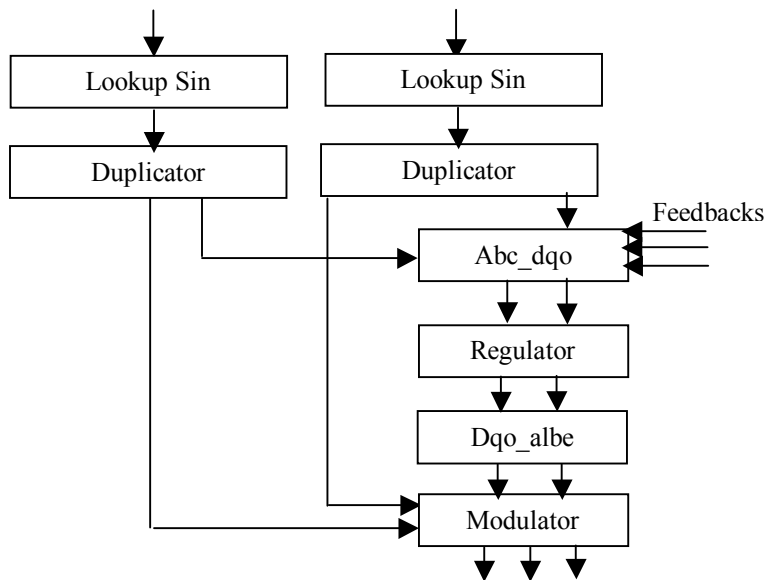 Lookup Sin
Lookup Sin
Duplicator
Duplicator
Feedbacks
Abc_dqo
Regulator
Dqo_albe
Modulator